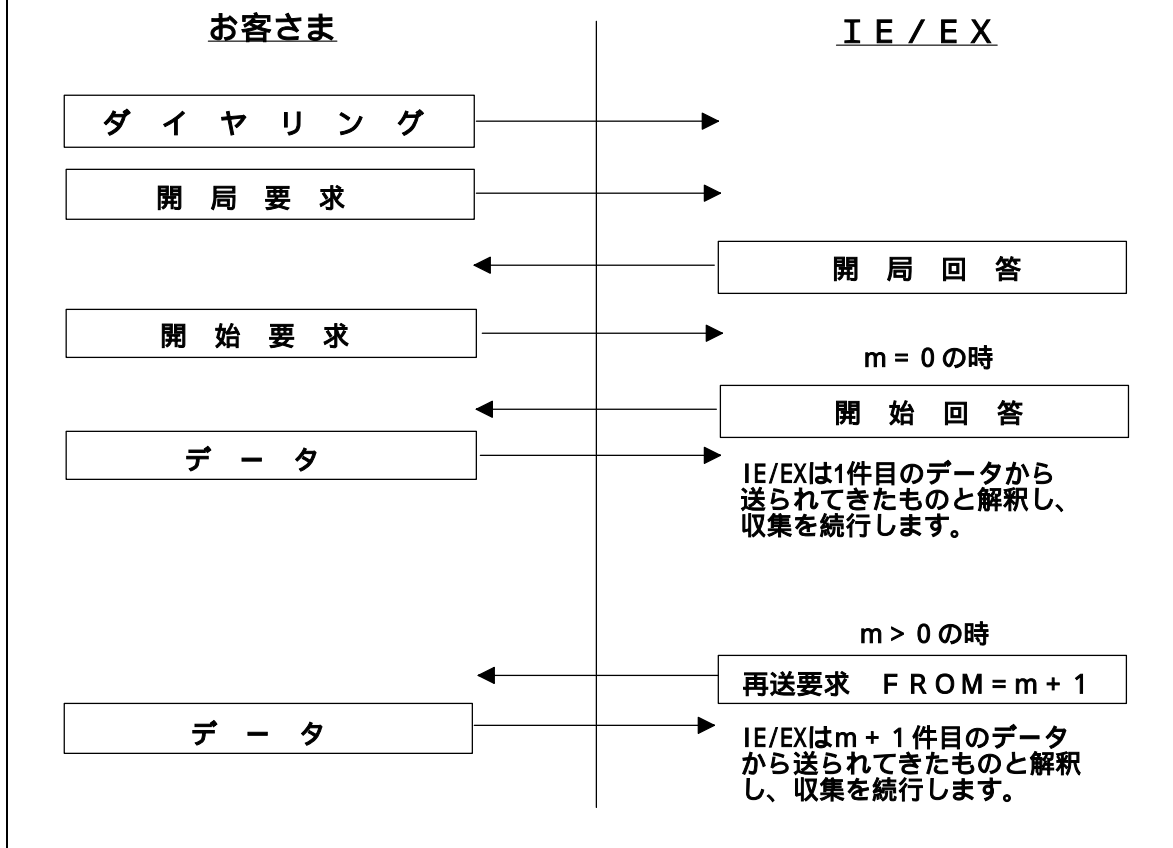 お客さま
ＩＥ/ＥＸ
ダイヤリング
開局要求
開局回答
開始要求
m = 0の時
開始回答
データ
IE/EXは1件目のデータから
送られてきたものと解釈し、
収集を続行します。
m > 0の時
再送要求　ＦＲＯＭ=m + 1
データ
IE/EXはm + 1件目のデータ
から送られてきたものと解釈
し、収集を続行します。